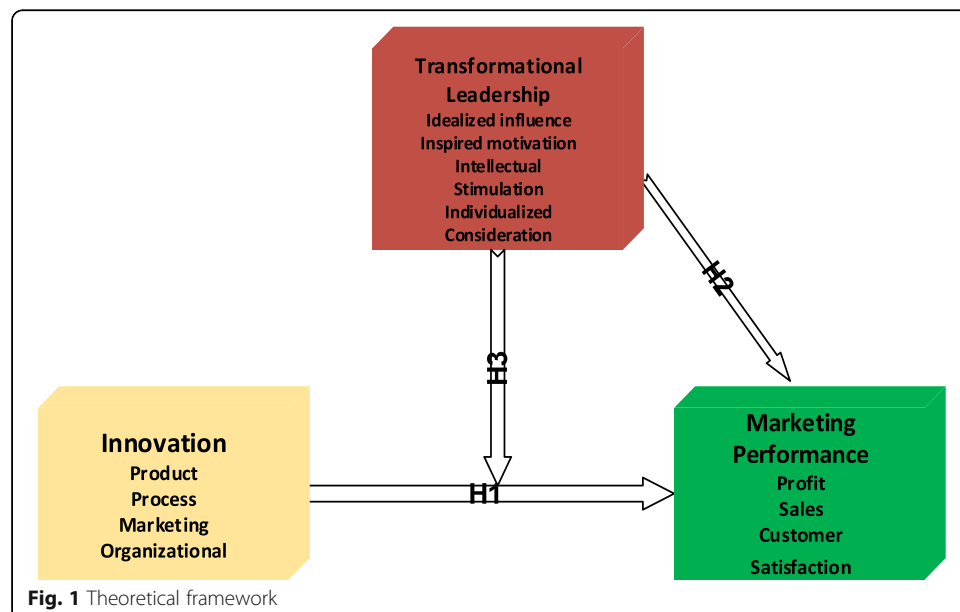 Transformational
Leadership
Idealized influence
Inspired motivatiion
Intellectual
Stimulation
Individualized
Consideration
H2
H3
Innovation
Product
Process
Marketing
Organizational
H1
Marketing
Performance
Profit
Sales
Customer
Satisfaction
Fig. 1 Theoretical framework